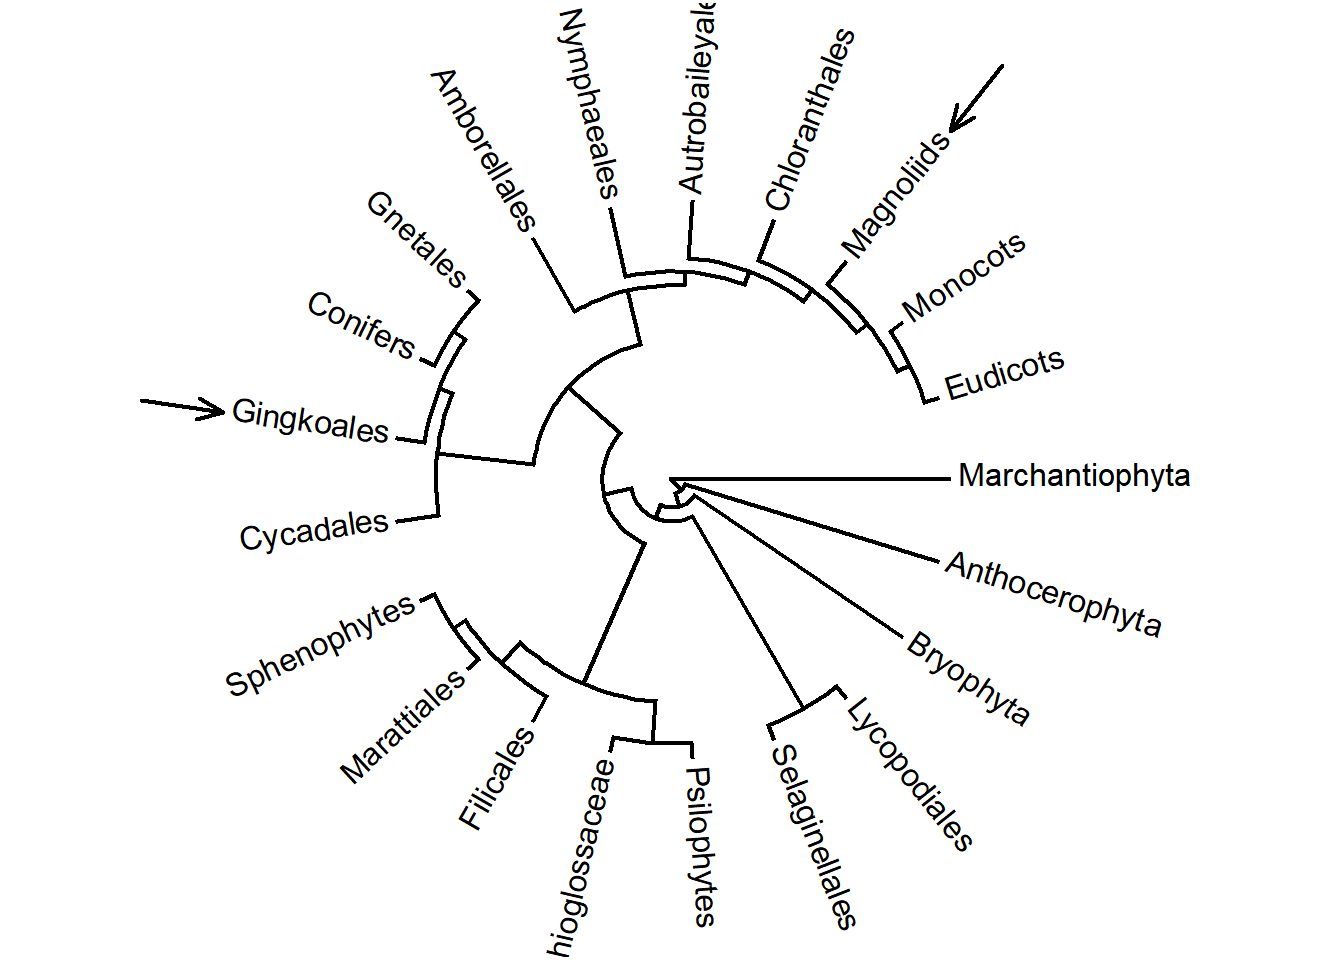 Nymphaeales
Autrobaileyale
Chloranthales
Amborellales
Magnoliids
Gnetales
Monocots
Conifers
Eudicots
Gingkoales
Marchantiophyta
Cycadales
Anthocerophyta
Sphenophytes
Bryophyta
Marattiales
Lycopodiales
Filicales
Selaginellales
hioglossaceae
Psilophytes